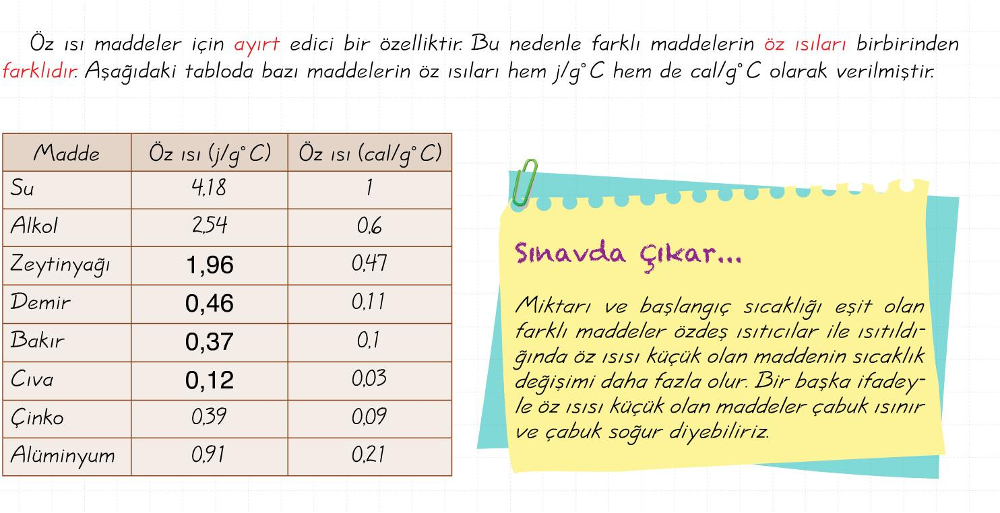 Öz ısı maddeler için ayırt edici bir özelliktir. Bu nedenle farklı maddelerin öz ısıları birbirinden
farklıdır. Aşağıdaki tabloda bazı maddelerin öz ısıları hem j/g°C hem de cal/g°C olarak verilmiştir.
Madde Öz ısı (j/g°C) Öz ısı (cal/g°C)
Su 4,18 1
Alkol 2,54 0,6
Zeytinyağı 1,96 0,47
Demir 0,46 0,11
Bakır 0,37 0,1
Cıva 0,12 0,03
Çinko 0,39 0,09
Alüminyum 0,91 0,21
Sınavda Çıkar...
Miktarı ve başlangıç sıcaklığı eşit olan
farklı maddeler özdeş ısıtıcılar ile ısıtıldı-
ğında öz ısısı küçük olan maddenin sıcaklık
değişimi daha fazla olur. Bir başka ifadey-
le öz ısısı küçük olan maddeler çabuk ısınır
ve çabuk soğur diyebiliriz.